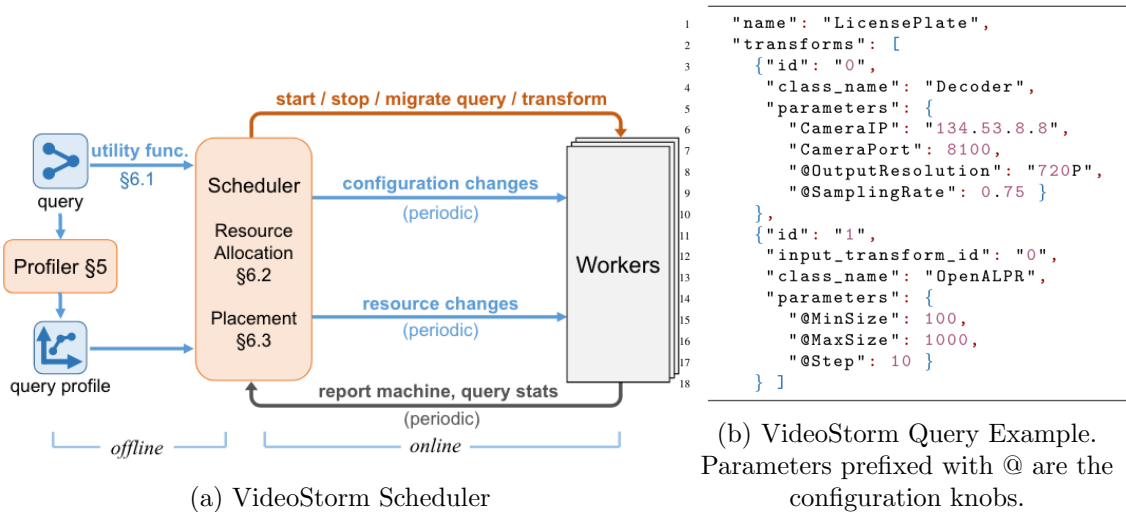 start / stop / migrate query / transform
utility func.
§6.1
query
Profiler §5
query profile
Scheduler
Resource
Allocation
§6.2
Placement
§6.3
configuration changes
(periodic)
resource changes
(periodic)
Workers
report machine, query stats
(periodic)
offline
online
(a) VideoStorm Scheduler
1 "name": "LicensePlate",
2 "transforms": [
3 {"id": "0",
4 "class_name": "Decoder",
5 "parameters": {
6 "CameraIP": "134.53.8.8",
7 "CameraPort": 8100,
8 "@OutputResolution": "720P",
9 "@SamplingRate": 0.75 }
10 },
11 {"id": "1",
12 "input_transform_id": "0",
13 "class_name": "OpenALPR",
14 "parameters": {
15 "@MinSize": 100,
16 "@MaxSize": 1000,
17 "@Step": 10 }
18 } ]
(b) VideoStorm Query Example.
Parameters prefixed with @ are the
configuration knobs.